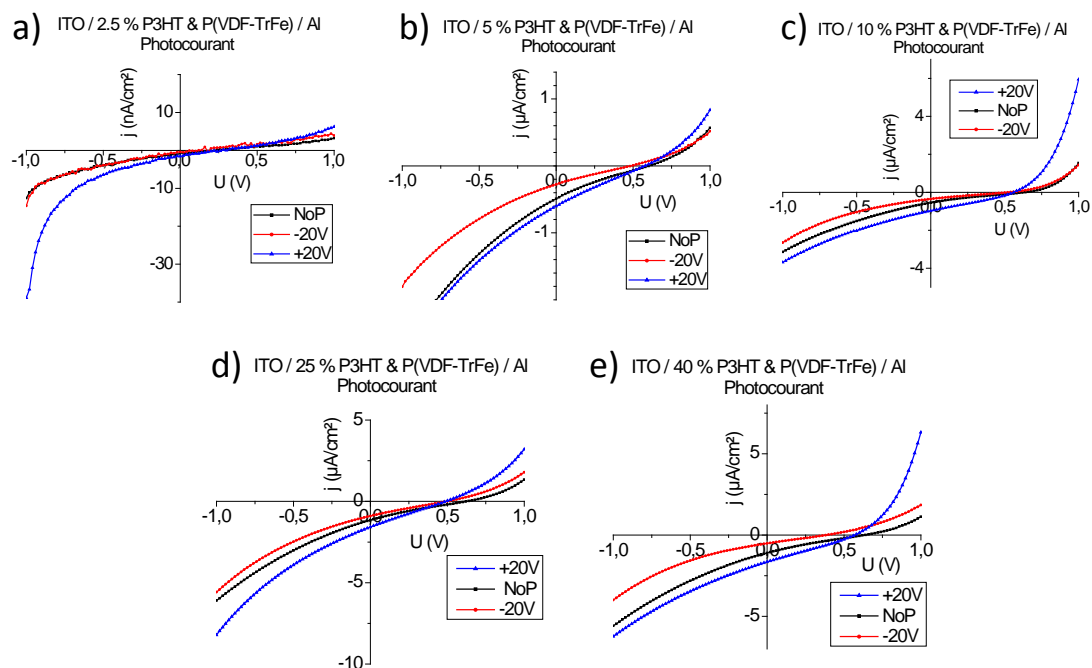 a)
ITO / 2.5 % P3HT & P(VDF-TrFe) / Al
Photocourant
j (nA/cm²)
10
-1,0
-0,5
0,0
0,5
1,0
U (V)
-10
-30
NoP
-20V
+20V
b)
ITO / 5 % P3HT & P(VDF-TrFe) / Al
Photocourant
j (µA/cm²)
1
-1,0
-0,5
0,0
0,5
1,0
U (V)
-1
NoP
-20V
+20V
c)
ITO / 10 % P3HT & P(VDF-TrFe) / Al
Photocourant
+20V
NoP
-20V
j (µA/cm²)
4
0
-1,0
-0,5
0,0
0,5
1,0
U (V)
-4
d)
ITO / 25 % P3HT & P(VDF-TrFe) / Al
Photocourant
j (µA/cm²)
5
0
-1,0
-0,5
0,0
0,5
1,0
U (V)
-5
-10
+20V
NoP
-20V
e)
ITO / 40 % P3HT & P(VDF-TrFe) / Al
Photocourant
j (µA/cm²)
5
0
-1,0
-0,5
0,0
0,5
1,0
U (V)
-5
+20V
NoP
-20V